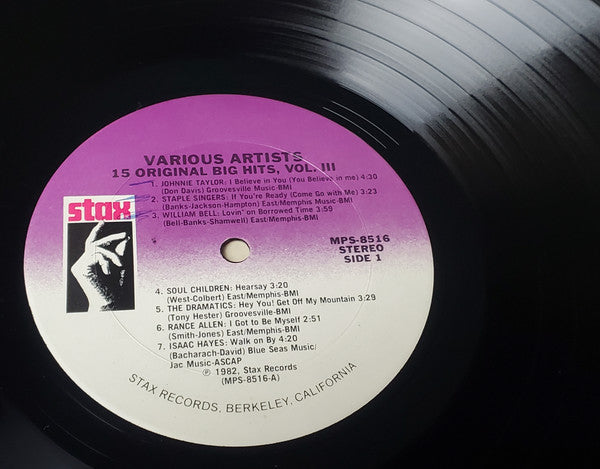 VARIOUS ARTISTS
15 ORIGINAL BIG HITS, VOL. III
1. JOHNNIE TAYLOR: I Believe in You (You Believe in me) 4:30
(Don Davis) Groovesville Music-BMI
2. STAPLE SINGERS: If You're Ready (Come Go with Me) 3:23
(Banks-Jackson-Hampton) East/Memphis Music-BMI
3. WILLIAM BELL: Lovin' on Borrowed Time 3:59
(Bell-Banks-Shamwell) East/Memphis Music-BMI
stax
MPS-8516
STEREO
SIDE 1
4. SOUL CHILDREN: Hearsay 3:20
(West-Colbert) East/Memphis-BMI
5. THE DRAMATICS: Hey You! Get Off My Mountain 3:29
(Tony Hester) Groovesville-BMI
6. RANCE ALLEN: I Got to Be Myself 2:51
(Smith-Jones) East/Memphis-BMI
7. ISAAC HAYES: Walk on By 4:20
(Bacharach-David) Blue Seas Music/
Jac Music-ASCAP
℗ 1982, Stax Records
(MPS-8516-A)
STAX RECORDS, BERKELEY, CALIFORNIA